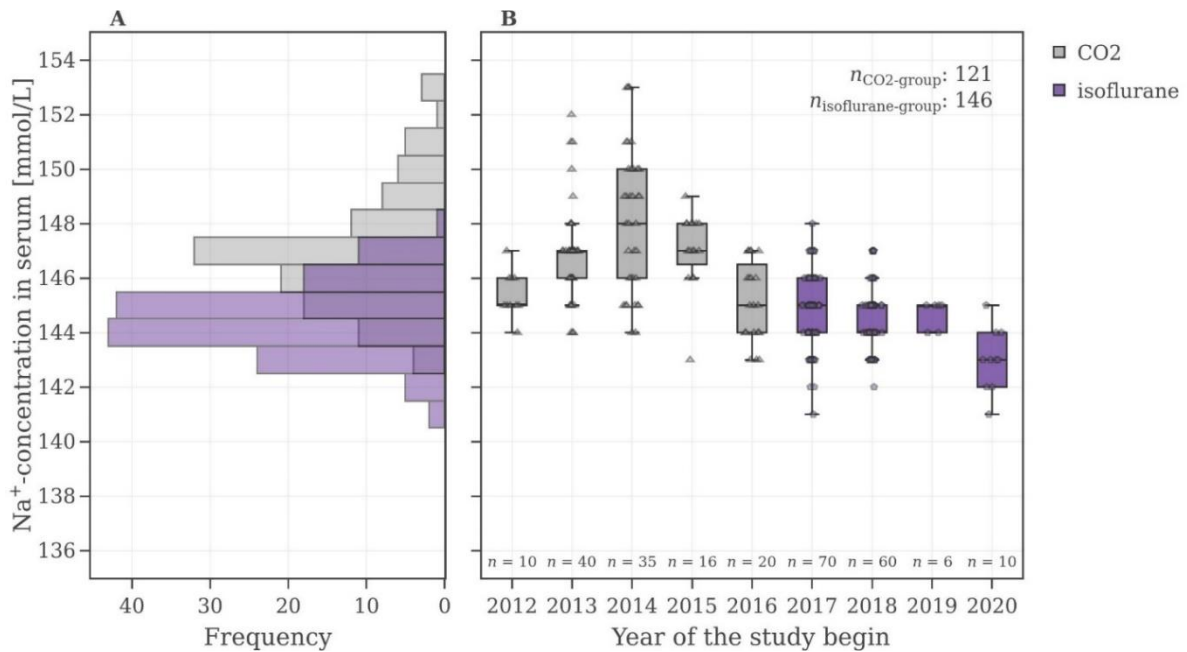 A
B
Na⁺-concentration in serum [mmol/L]
154
152
150
148
146
144
142
140
138
136
40 30 20 10 0
Frequency
n_CO2-group: 121
n_isoflurane-group: 146
n = 10 n = 40 n = 35 n = 16 n = 20 n = 70 n = 60 n = 6 n = 10
2012 2013 2014 2015 2016 2017 2018 2019 2020
Year of the study begin
CO2
isoflurane